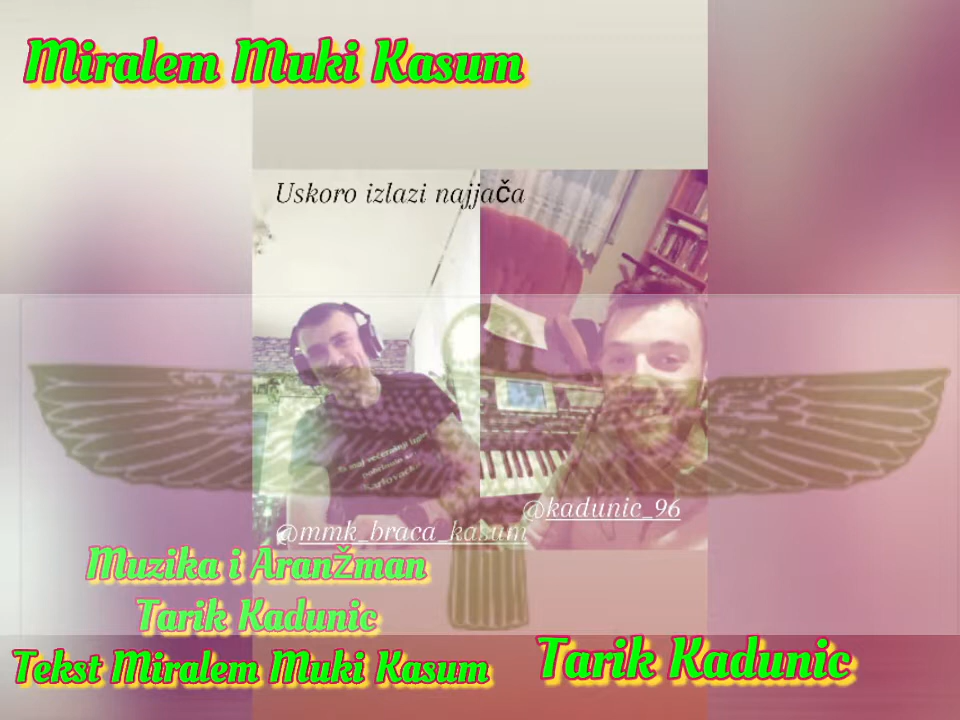 Miralem Muki Kasum
Uskoro izlazi najjača
@kadunic_96
@mmk_braca_kasum
Muzika i AranŽman
Tarik Kadunic
Tekst Miralem Muki Kasum
Tarik Kadunic